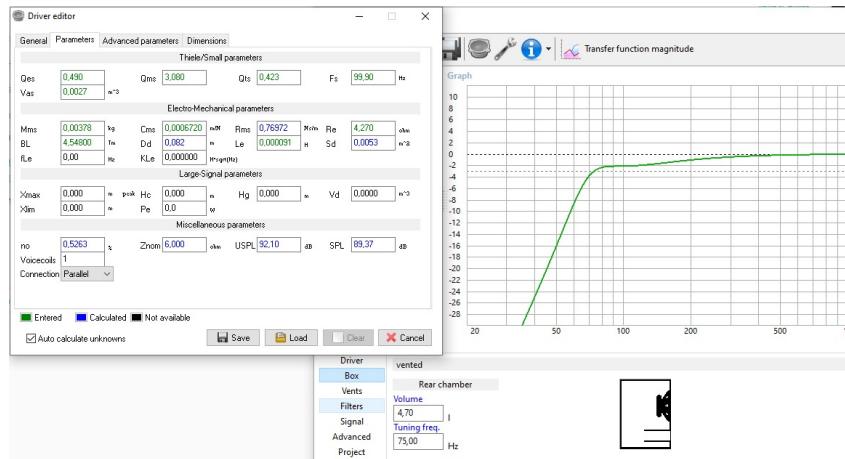 Driver editor
General Parameters Advanced parameters Dimensions
Thiele/Small parameters
Qes 0,490 Qms 3,080 Qts 0,423 Fs 99,90 Hz
Vas 0,0027 m^3
Electro-Mechanical parameters
Mms 0,00378 kg Cms 0,0006720 m/N Rms 0,76972 N*s/m Re 4,270 ohm
BL 4,54800 Tm Dd 0,082 m Le 0,000091 H Sd 0,0053 m^2
fLe 0,00 Hz KLe 0,000000 H*sqrt(Hz)
Large-Signal parameters
Xmax 0,000 m peak Hc 0,000 m Hg 0,000 m Vd 0,0000 m^3
Xlim 0,000 m Pe 0,0 W
Miscellaneous parameters
no 0,5263 % Znom 6,000 ohm USPL 92,10 dB SPL 89,37 dB
Voicecoils 1
Connection Parallel
Entered Calculated Not available
Auto calculate unknowns Save Load Clear Cancel
Transfer function magnitude
Graph
10
8
6
4
2
0
-2
-4
-6
-8
-10
-12
-14
-16
-18
-20
-22
-24
-26
-28
20 50 100 200 500
Driver
Box
Vents
Filters
Signal
Advanced
Project
vented
Rear chamber
Volume
4,70 l
Tuning freq.
75,00 Hz